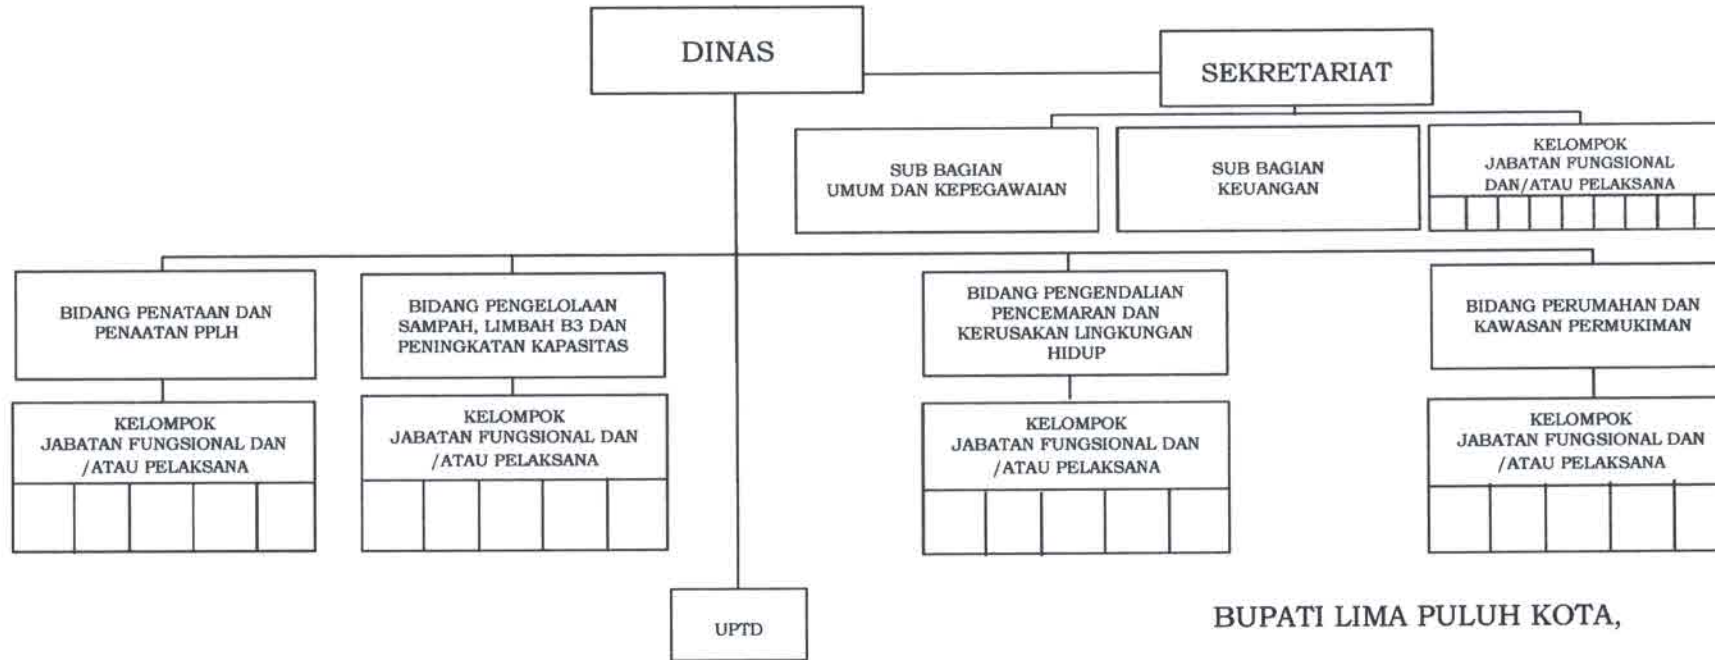 DINAS
SEKRETARIAT
SUB BAGIAN
UMUM DAN KEPEGAWAIAN
SUB BAGIAN
KEUANGAN
KELOMPOK
JABATAN FUNGSIONAL
DAN/ATAU PELAKSANA
BIDANG PENATAAN DAN
PENAATAN PPLH
BIDANG PENGELOLAAN
SAMPAH, LIMBAH B3 DAN
PENINGKATAN KAPASITAS
BIDANG PENGENDALIAN
PENCEMARAN DAN
KERUSAKAN LINGKUNGAN
HIDUP
BIDANG PERUMAHAN DAN
KAWASAN PERMUKIMAN
KELOMPOK
JABATAN FUNGSIONAL DAN
/ATAU PELAKSANA
KELOMPOK
JABATAN FUNGSIONAL DAN
/ATAU PELAKSANA
KELOMPOK
JABATAN FUNGSIONAL DAN
/ATAU PELAKSANA
KELOMPOK
JABATAN FUNGSIONAL DAN
/ATAU PELAKSANA
UPTD
BUPATI LIMA PULUH KOTA,